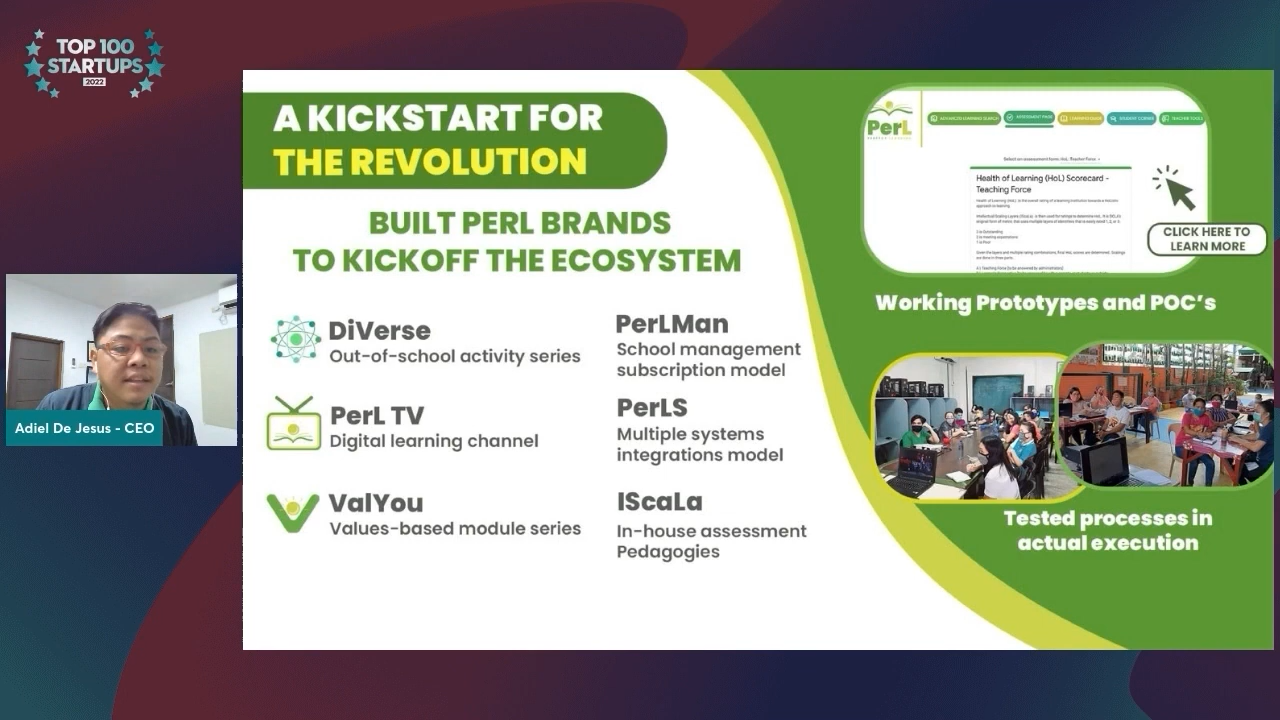 TOP 100
STARTUPS
2022
A KICKSTART FOR
THE REVOLUTION
BUILT PERL BRANDS
TO KICKOFF THE ECOSYSTEM
DiVerse
Out-of-school activity series
PerL TV
Digital learning channel
ValYou
Values-based module series
PerLMan
School management
subscription model
PerLS
Multiple systems
integrations model
IScaLa
In-house assessment
Pedagogies
PerL
Health of Learning (HoL) Scorecard -
Teaching Force
CLICK HERE TO
LEARN MORE
Working Prototypes and POC's
Tested processes in
actual execution
Adiel De Jesus - CEO